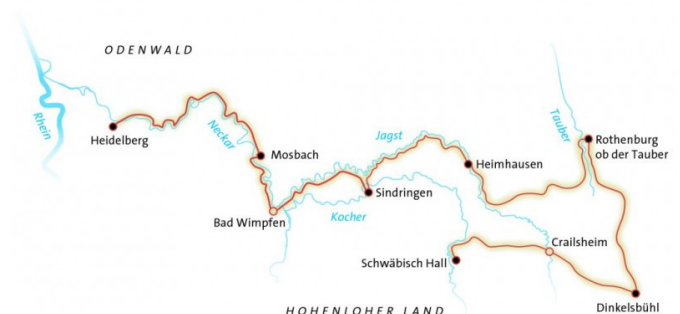 ODENWALD
Rhein
Heidelberg
Neckar
Mosbach
Jagst
Tauber
Rothenburg
ob der Tauber
Heimhausen
Sindringen
Bad Wimpfen
Kocher
Crailsheim
Schwäbisch Hall
Dinkelsbühl
HOHENLOHER LAND